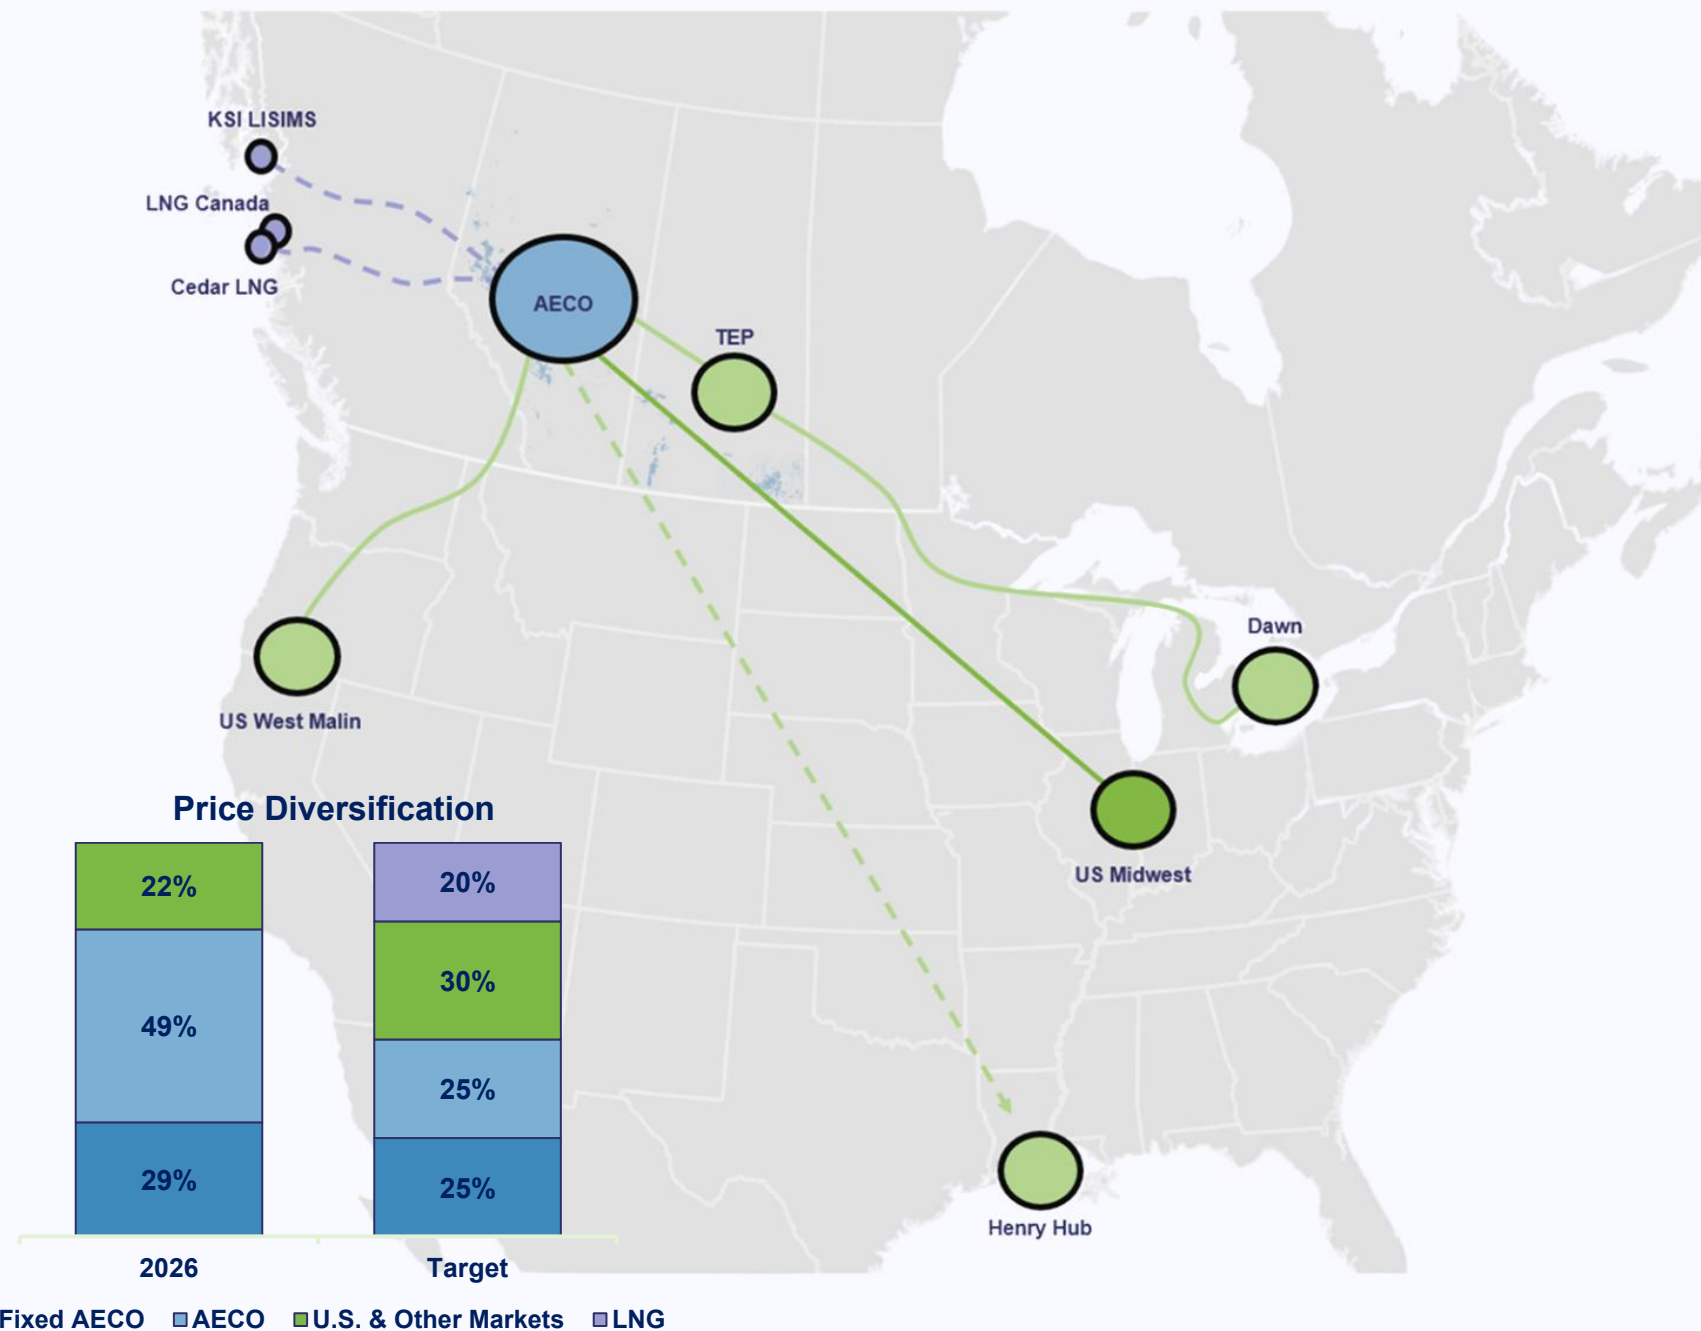 KSI LISIMS
LNG Canada
Cedar LNG
AECO
TEP
Dawn
US West Malin
US Midwest
Henry Hub
Price Diversification
22%
20%
49%
30%
25%
29%
25%
2026
Target
Fixed AECO
AECO
U.S. & Other Markets
LNG